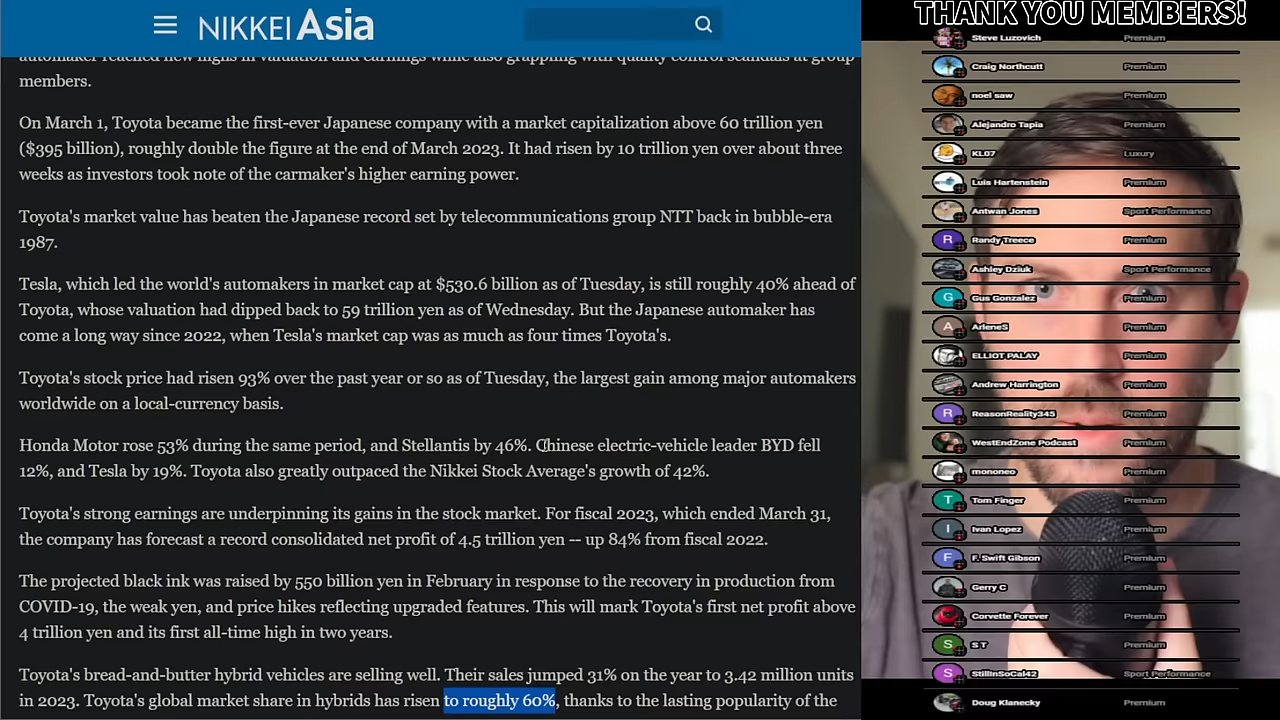 NIKKEI Asia
THANK YOU MEMBERS!
automaker reached new highs in valuation and earnings while also grappling with quality control scandals at group
members.
On March 1, Toyota became the first-ever Japanese company with a market capitalization above 60 trillion yen
($395 billion), roughly double the figure at the end of March 2023. It had risen by 10 trillion yen over about three
weeks as investors took note of the carmaker's higher earning power.
Toyota's market value has beaten the Japanese record set by telecommunications group NTT back in bubble-era
1987.
Tesla, which led the world's automakers in market cap at $530.6 billion as of Tuesday, is still roughly 40% ahead of
Toyota, whose valuation had dipped back to 59 trillion yen as of Wednesday. But the Japanese automaker has
come a long way since 2022, when Tesla's market cap was as much as four times Toyota's.
Toyota's stock price had risen 93% over the past year or so as of Tuesday, the largest gain among major automakers
worldwide on a local-currency basis.
Honda Motor rose 53% during the same period, and Stellantis by 46%. Chinese electric-vehicle leader BYD fell
12%, and Tesla by 19%. Toyota also greatly outpaced the Nikkei Stock Average's growth of 42%.
Toyota's strong earnings are underpinning its gains in the stock market. For fiscal 2023, which ended March 31,
the company has forecast a record consolidated net profit of 4.5 trillion yen -- up 84% from fiscal 2022.
The projected black ink was raised by 550 billion yen in February in response to the recovery in production from
COVID-19, the weak yen, and price hikes reflecting upgraded features. This will mark Toyota's first net profit above
4 trillion yen and its first all-time high in two years.
Toyota's bread-and-butter hybrid vehicles are selling well. Their sales jumped 31% on the year to 3.42 million units
in 2023. Toyota's global market share in hybrids has risen to roughly 60%, thanks to the lasting popularity of the
Steve Luzovich Premium
Craig Northcutt Premium
noel saw Premium
Alejandro Tapia Premium
KL07 Luxury
Luis Hartenstein Premium
Antwan Jones Sport Performance
R Randy Treece Premium
Ashley Dziuk Sport Performance
G Gus Gonzalez Premium
A ArleneS Premium
ELLIOT PALAY Premium
Andrew Harrington Premium
R ReasonReality345 Premium
WestEndZone Podcast Premium
mononeo Premium
T Tom Finger Premium
I Ivan Lopez Premium
F F. Swift Gibson Premium
Gerry C Premium
Corvette Forever Premium
S S T Premium
S StillInSoCal42 Premium
Doug Klanecky Premium